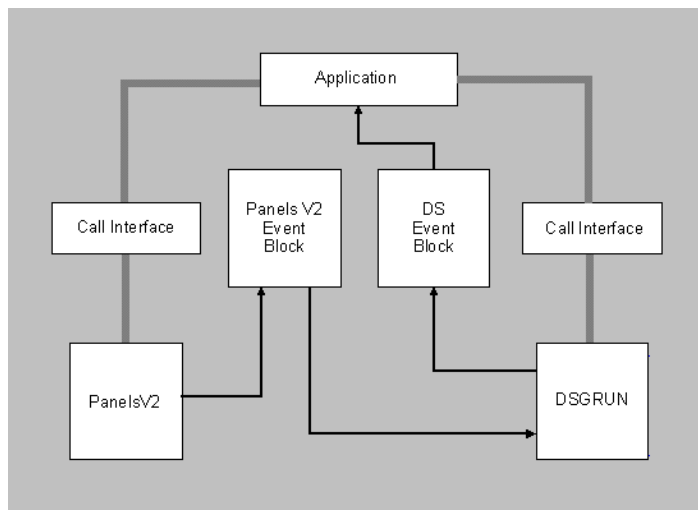 Application
Call Interface
Panels V2
Event
Block
DS
Event
Block
Call Interface
PanelsV2
DSGRUN